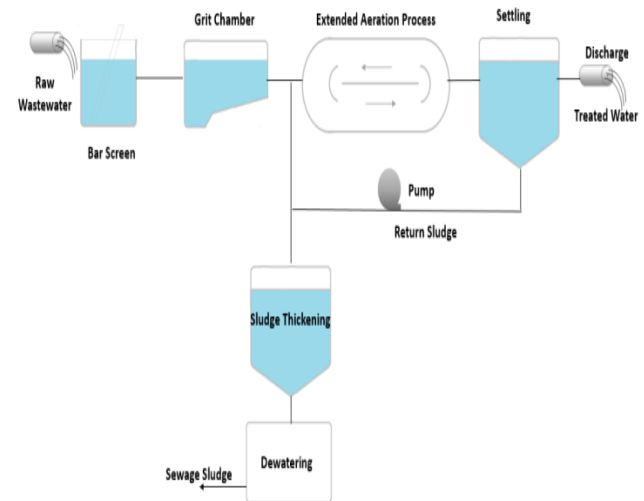 Grit Chamber
Extended Aeration Process
Settling
Discharge
Raw
Wastewater
Treated Water
Bar Screen
Pump
Return Sludge
Sludge Thickening
Dewatering
Sewage Sludge